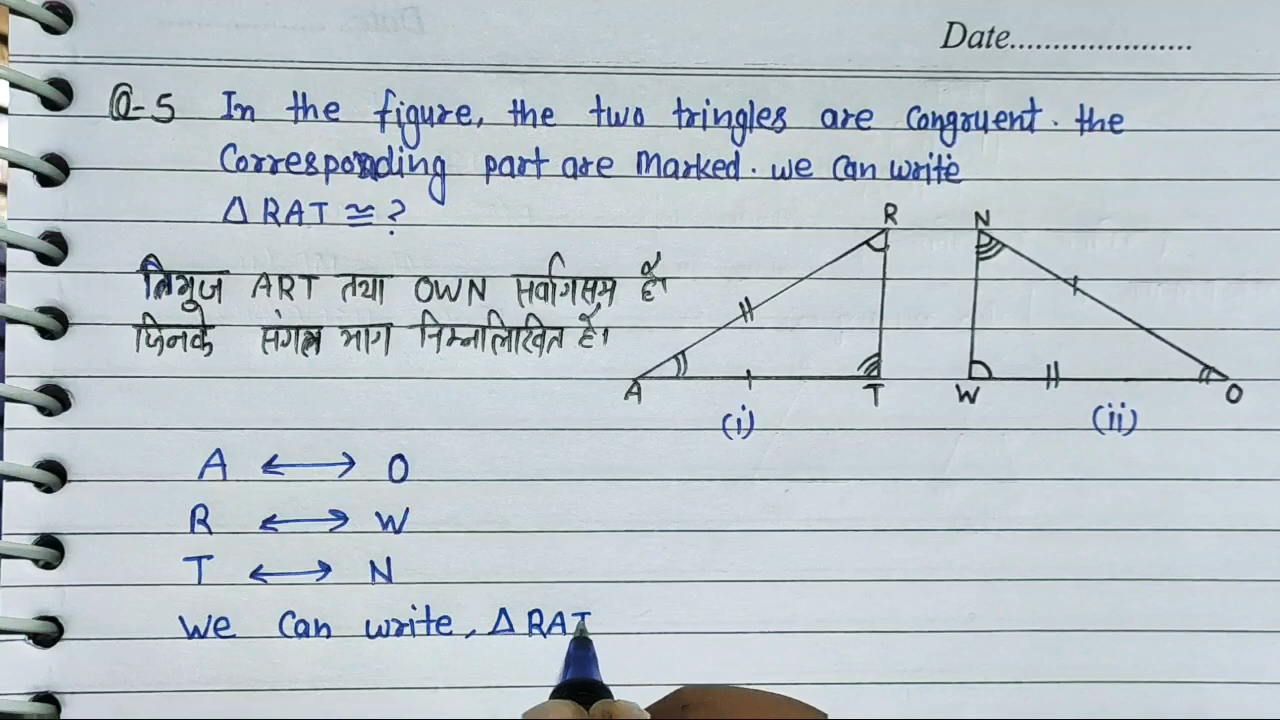 Date......................
Q-5 In the figure, the two tringles are congruent. the
Corresponding part are marked. we can write
Δ RAT ≅ ?
R N
त्रिभुज ART तथा OWN सर्वागसम है।
जिनके संगत भाग निम्नलिखित है।
A T W O
(i) (ii)
A ⟷ O
R ⟷ W
T ⟷ N
We can write, Δ RAT